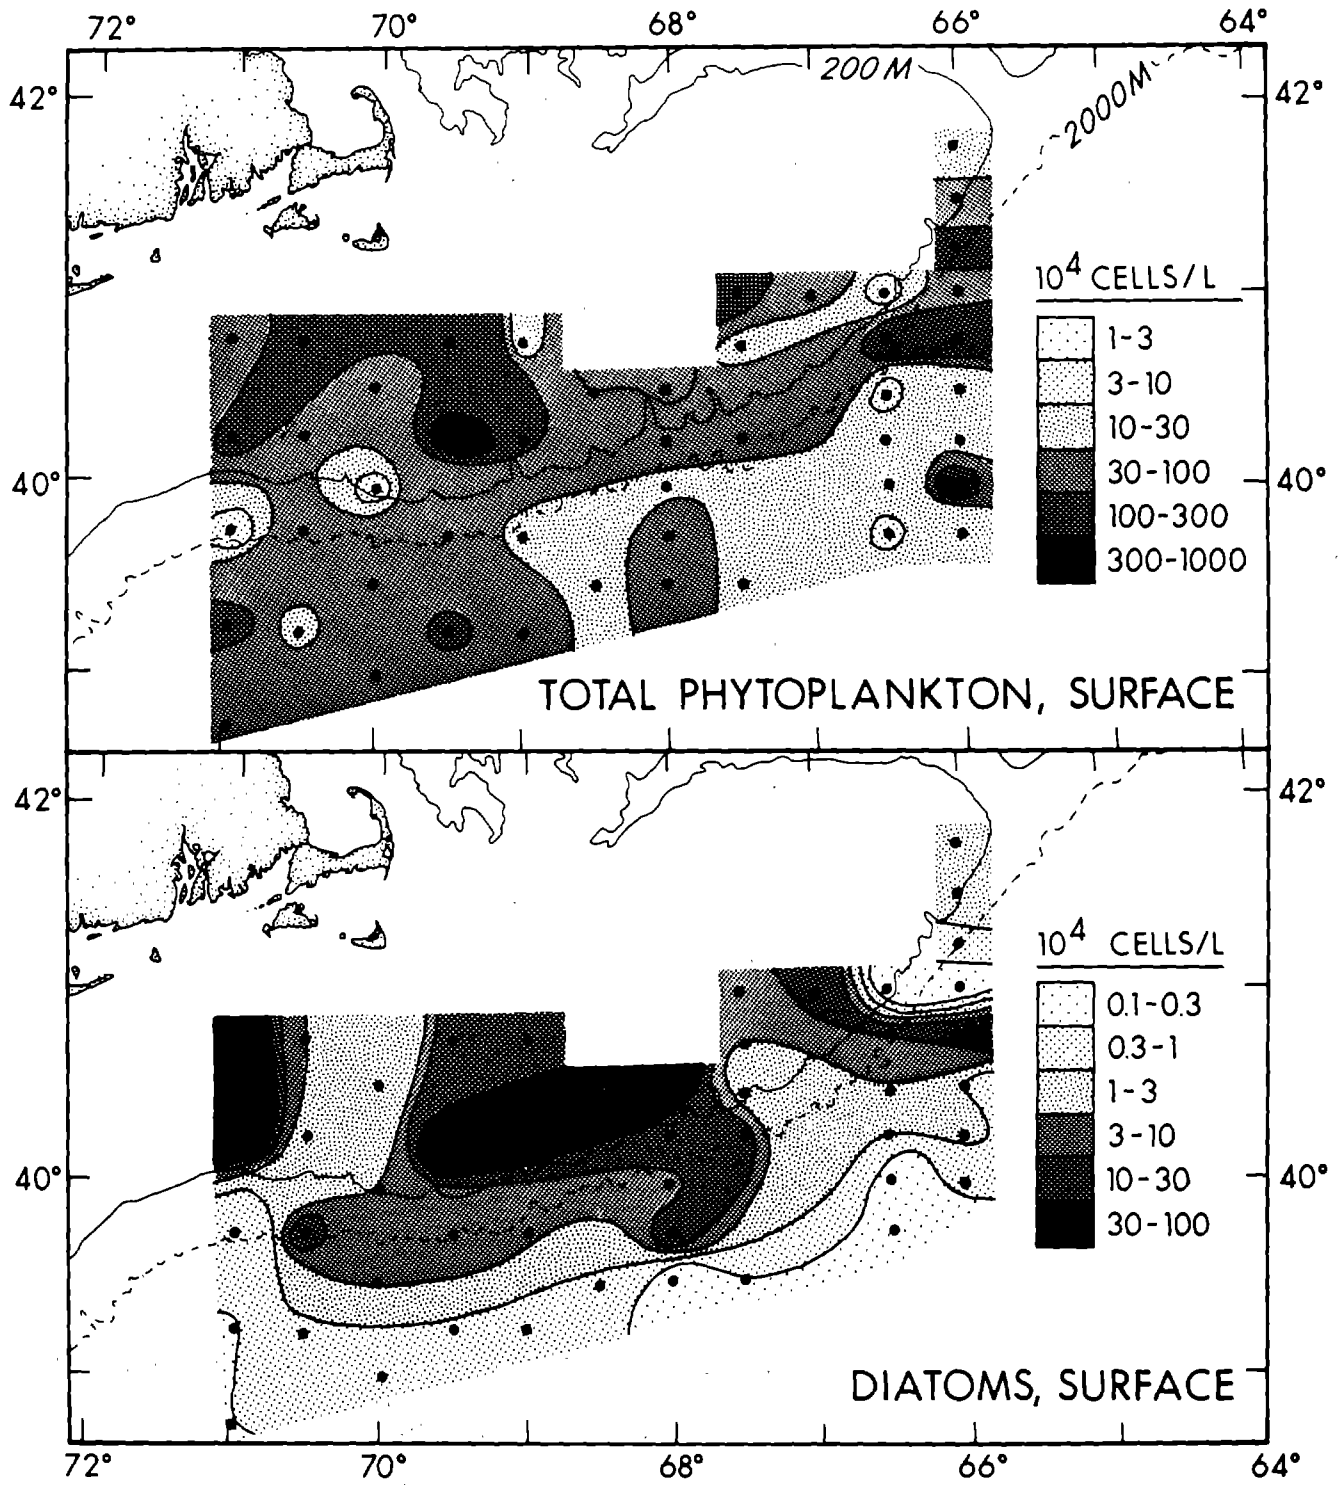 72° 70° 68° 66° 64°
200 M
2000M
42° 42°
10⁴ CELLS/L
1-3
3-10
10-30
30-100
100-300
300-1000
40° 40°
TOTAL PHYTOPLANKTON, SURFACE
42° 42°
10⁴ CELLS/L
0.1-0.3
0.3-1
1-3
3-10
10-30
30-100
40° 40°
DIATOMS, SURFACE
72° 70° 68° 66° 64°